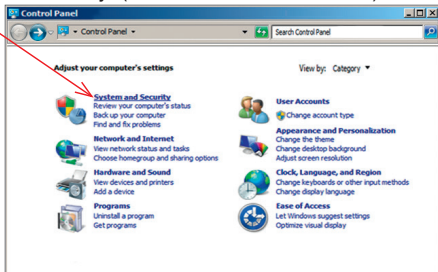 Control Panel
Control Panel
Search Control Panel
Adjust your computer's settings
View by: Category
System and Security
Review your computer's status
Back up your computer
Find and fix problems
Network and Internet
View network status and tasks
Choose homegroup and sharing options
Hardware and Sound
View devices and printers
Add a device
Programs
Uninstall a program
Get programs
User Accounts
Change account type
Appearance and Personalization
Change the theme
Change desktop background
Adjust screen resolution
Clock, Language, and Region
Change keyboards or other input methods
Change display language
Ease of Access
Let Windows suggest settings
Optimize visual display